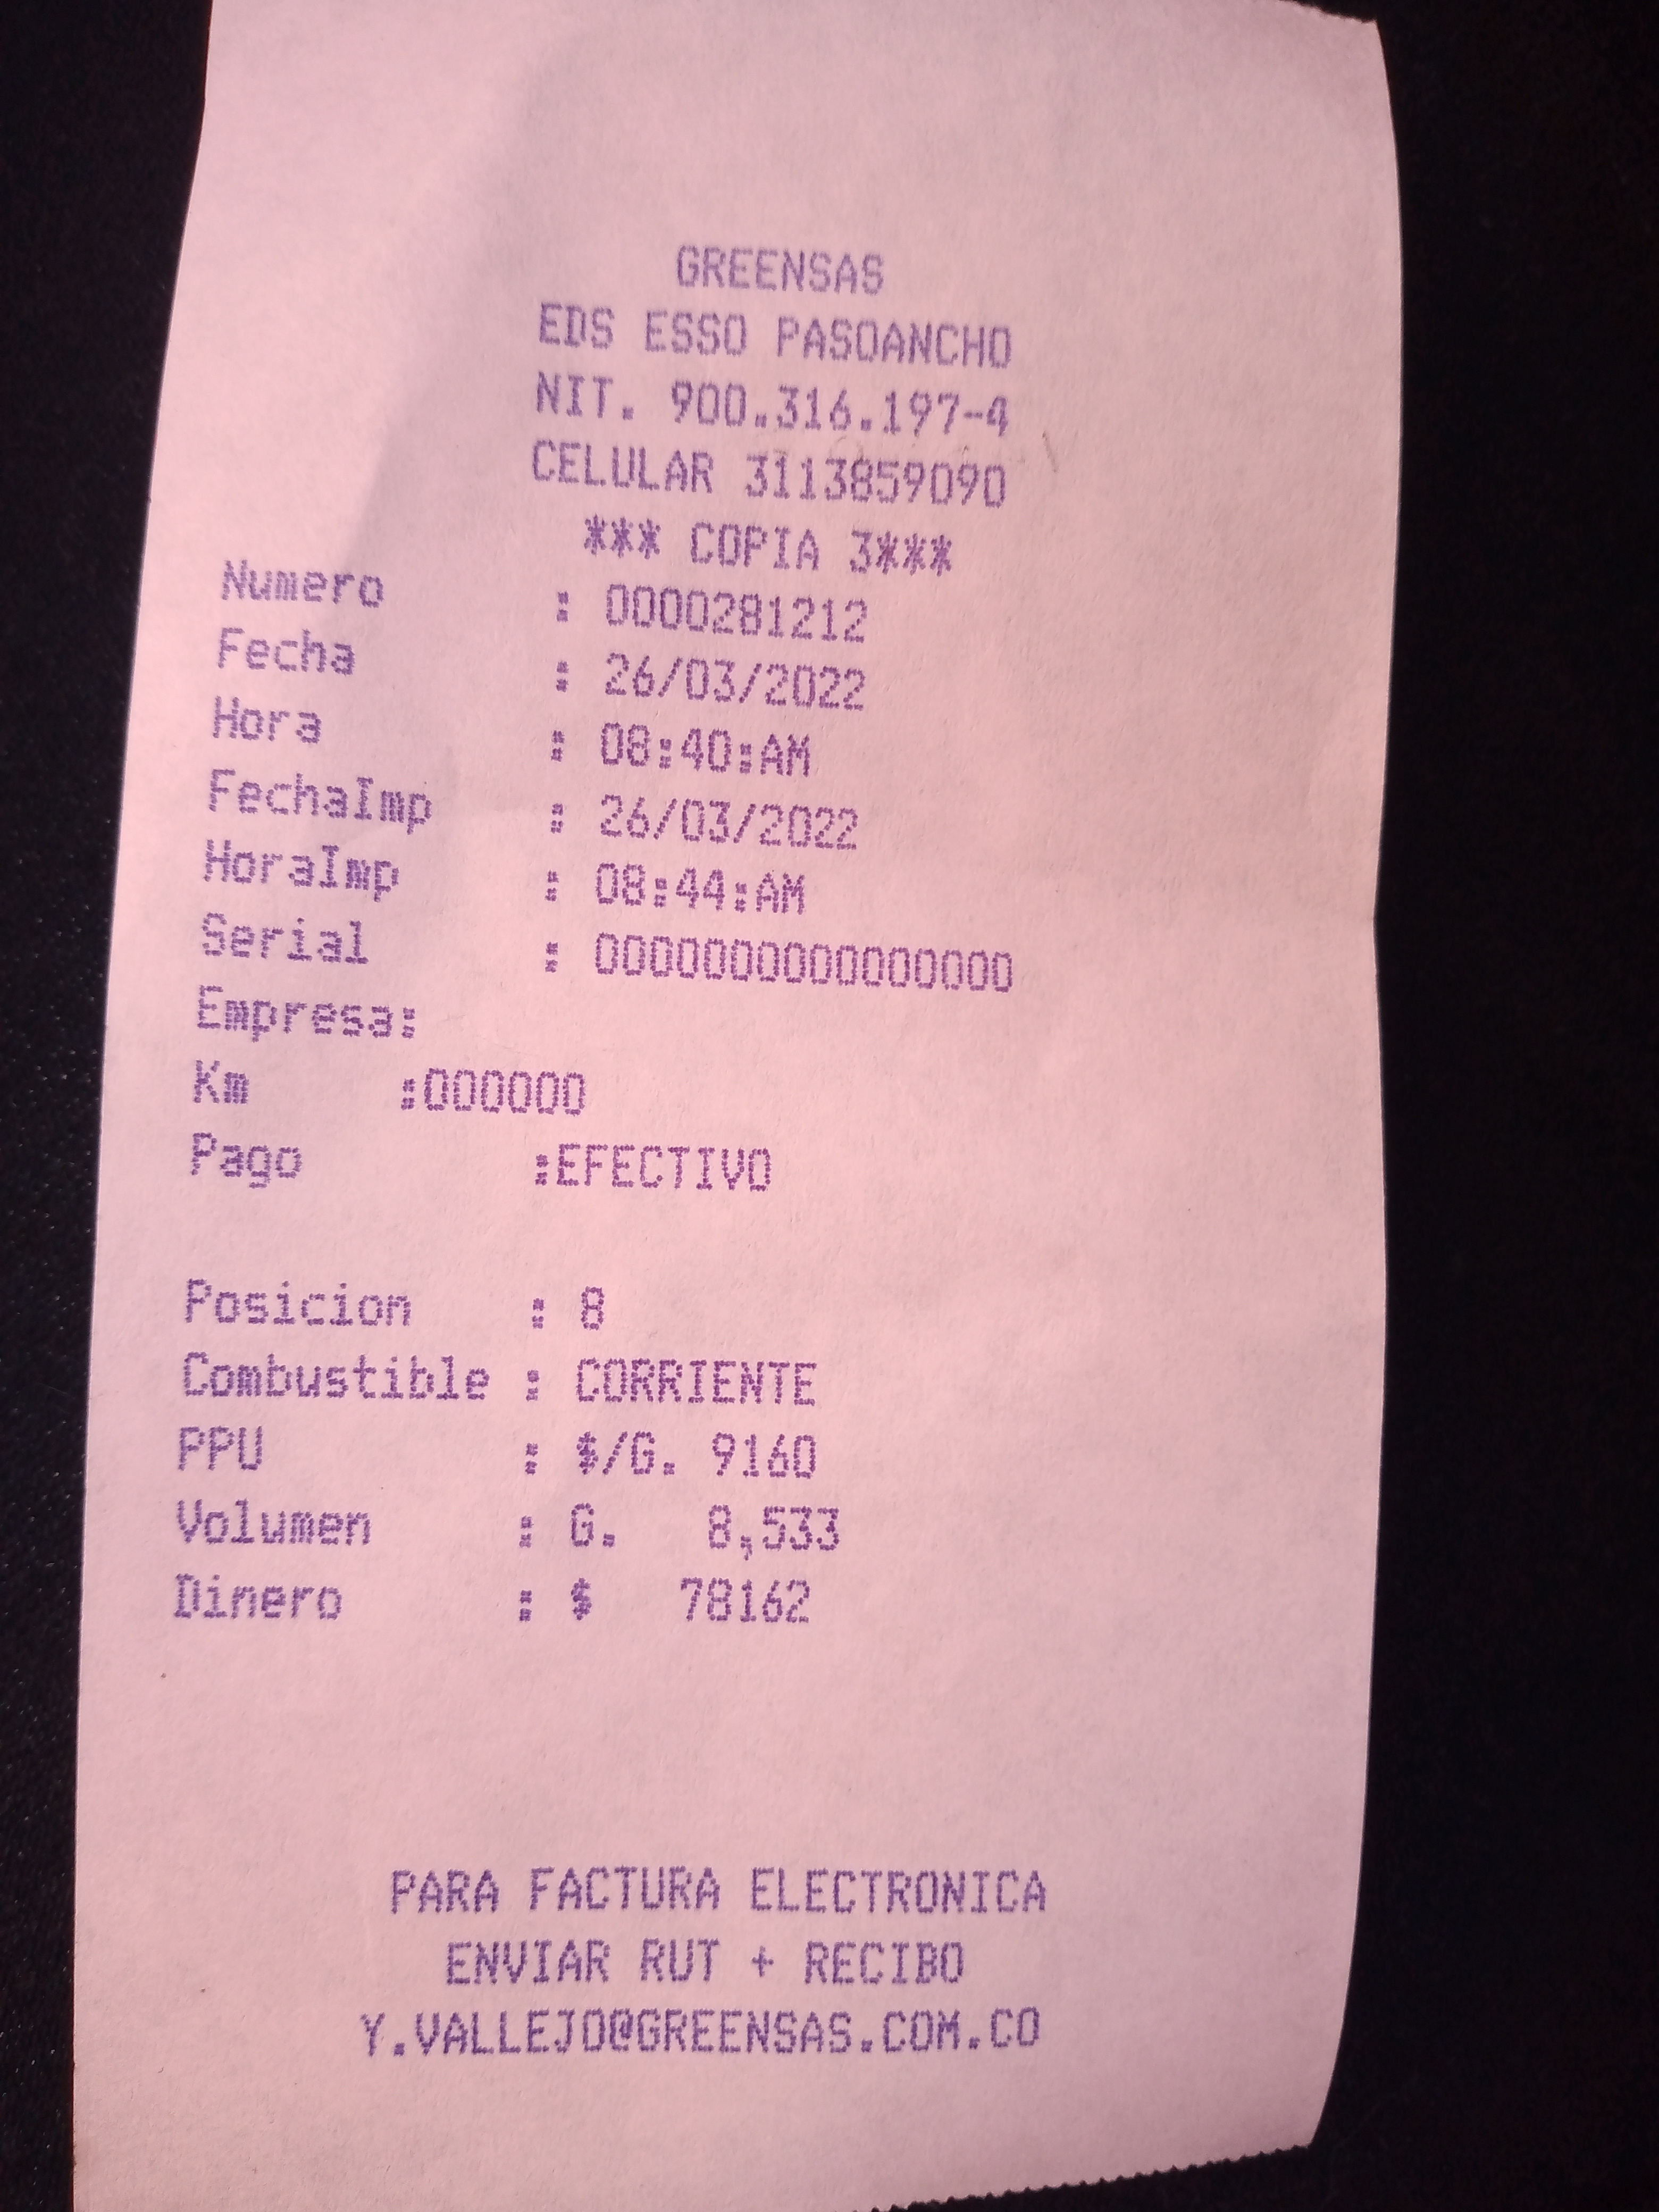 GREENSAS
EDS ESSO PASOANCHO
NIT. 900.316.197-4
CELULAR 3113859090
*** COPIA 3***
Numero : 0000281212
Fecha : 26/03/2022
Hora : 08:40:AM
FechaImp : 26/03/2022
HoraImp : 08:44:AM
Serial : 0000000000000000
Empresa:
Km :000000
Pago :EFECTIVO
Posicion : 8
Combustible : CORRIENTE
PPU : $/G. 9160
Volumen : G. 8,533
Dinero : $ 78162
PARA FACTURA ELECTRONICA
ENVIAR RUT + RECIBO
Y.VALLEJO@GREENSAS.COM.CO